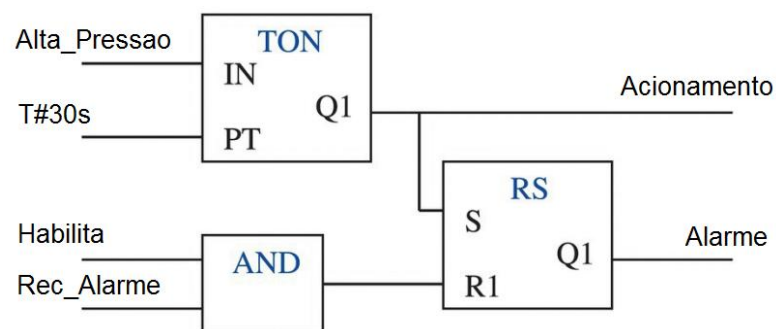 Alta_Pressao
TON
IN
Q1
Acionamento
T#30s
PT
RS
S
Habilita
AND
Q1
Alarme
Rec_Alarme
R1